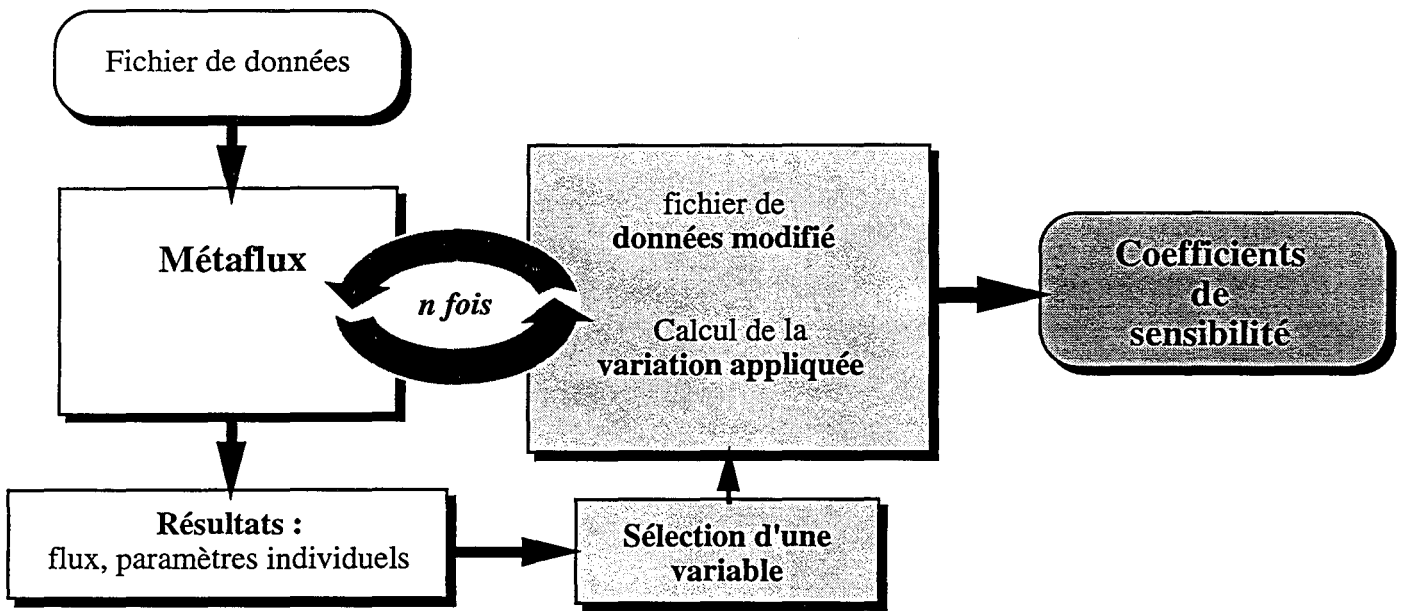 Fichier de données
Métaflux
n fois
fichier de
données modifié
Calcul de la
variation appliquée
Coefficients
de
sensibilité
Résultats :
flux, paramètres individuels
Sélection d'une
variable